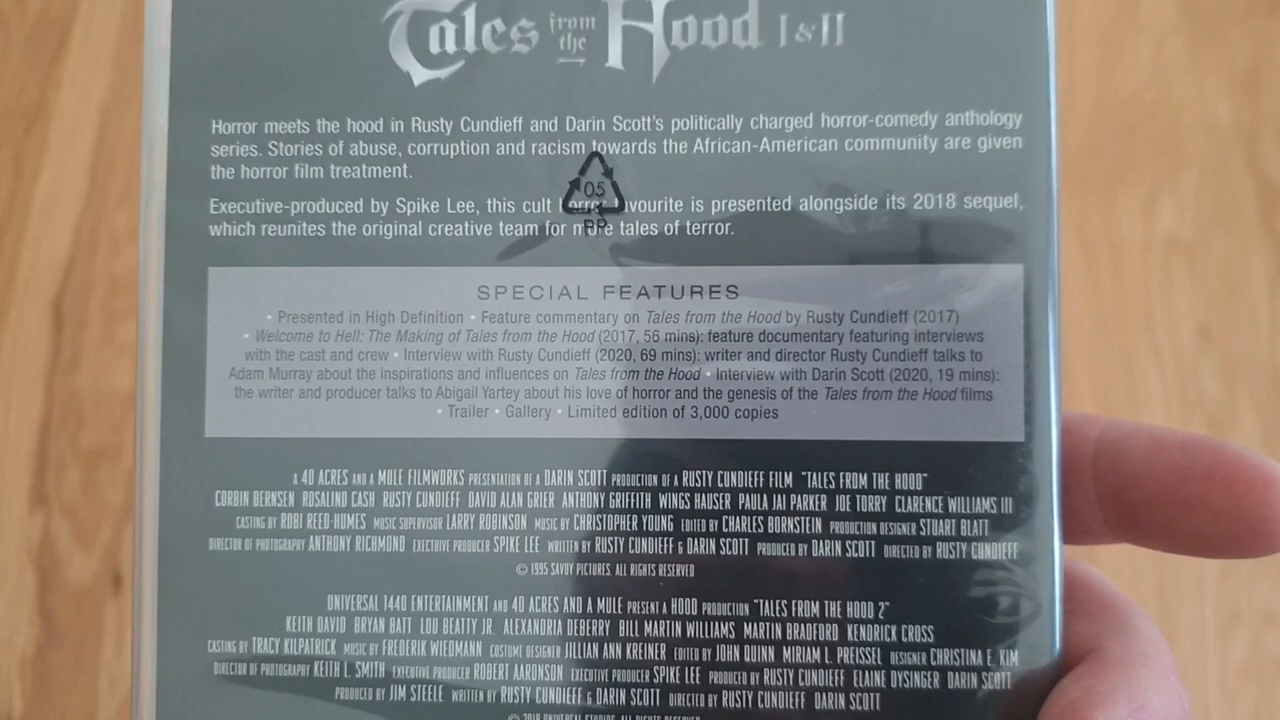 Tales from the Hood I & II
Horror meets the hood in Rusty Cundieff and Darin Scott's politically charged horror-comedy anthology
series. Stories of abuse, corruption and racism towards the African-American community are given
the horror film treatment.
05
PP
Executive-produced by Spike Lee, this cult horror favourite is presented alongside its 2018 sequel,
which reunites the original creative team for more tales of terror.
SPECIAL FEATURES
• Presented in High Definition • Feature commentary on Tales from the Hood by Rusty Cundieff (2017)
• Welcome to Hell: The Making of Tales from the Hood (2017, 56 mins): feature documentary featuring interviews
with the cast and crew • Interview with Rusty Cundieff (2020, 69 mins): writer and director Rusty Cundieff talks to
Adam Murray about the inspirations and influences on Tales from the Hood • Interview with Darin Scott (2020, 19 mins):
the writer and producer talks to Abigail Yartey about his love of horror and the genesis of the Tales from the Hood films
• Trailer • Gallery • Limited edition of 3,000 copies
A 40 ACRES AND A MULE FILMWORKS PRESENTATION OF A DARIN SCOTT PRODUCTION OF A RUSTY CUNDIEFF FILM "TALES FROM THE HOOD"
CORBIN BERNSEN ROSALIND CASH RUSTY CUNDIEFF DAVID ALAN GRIER ANTHONY GRIFFITH WINGS HAUSER PAULA JAI PARKER JOE TORRY CLARENCE WILLIAMS III
CASTING BY ROBI REED-HUMES MUSIC SUPERVISOR LARRY ROBINSON MUSIC BY CHRISTOPHER YOUNG EDITED BY CHARLES BORNSTEIN PRODUCTION DESIGNER STUART BLATT
DIRECTOR OF PHOTOGRAPHY ANTHONY RICHMOND EXECTUIVE PRODUCER SPIKE LEE WRITTEN BY RUSTY CUNDIEFF & DARIN SCOTT PRODUCED BY DARIN SCOTT DIRECTED BY RUSTY CUNDIEFF
© 1995 SAVOY PICTURES. ALL RIGHTS RESERVED
UNIVERSAL 1440 ENTERTAINMENT AND 40 ACRES AND A MULE PRESENT A HOOD PRODUCTION "TALES FROM THE HOOD 2"
KEITH DAVID BRYAN BATT LOU BEATTY JR. ALEXANDRIA DEBERRY BILL MARTIN WILLIAMS MARTIN BRADFORD KENDRICK CROSS
CASTING BY TRACY KILPATRICK MUSIC BY FREDERIK WIEDMANN COSTUME DESIGNER JILLIAN ANN KREINER EDITED BY JOHN QUINN MIRIAM L. PREISSEL DESIGNER CHRISTINA E. KIM
DIRECTOR OF PHOTOGRAPHY KEITH L. SMITH EXECUTIVE PRODUCER ROBERT AARONSON EXECUTIVE PRODUCER SPIKE LEE PRODUCED BY RUSTY CUNDIEFF ELAINE DYSINGER DARIN SCOTT
PRODUCED BY JIM STEELE WRITTEN BY RUSTY CUNDIEFF & DARIN SCOTT DIRECTED BY RUSTY CUNDIEFF DARIN SCOTT
© 2018 UNIVERSAL STUDIOS. ALL RIGHTS RESERVED